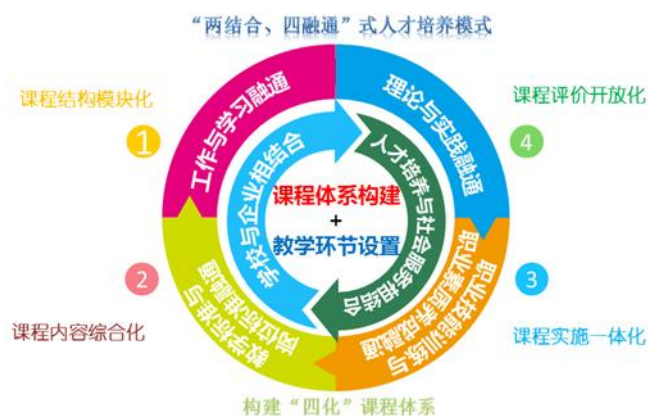 “两结合、四融通”式人才培养模式
课程结构模块化
1
课程评价开放化
4
工作与学习融通
理论与实践融通
学校与企业相结合
人才培养与社会服务相结合
课程体系构建
+
教学环节设置
教学标准与
岗位标准融通
职业技能训练与
职业素质养成融通
2
课程内容综合化
3
课程实施一体化
构建“四化”课程体系